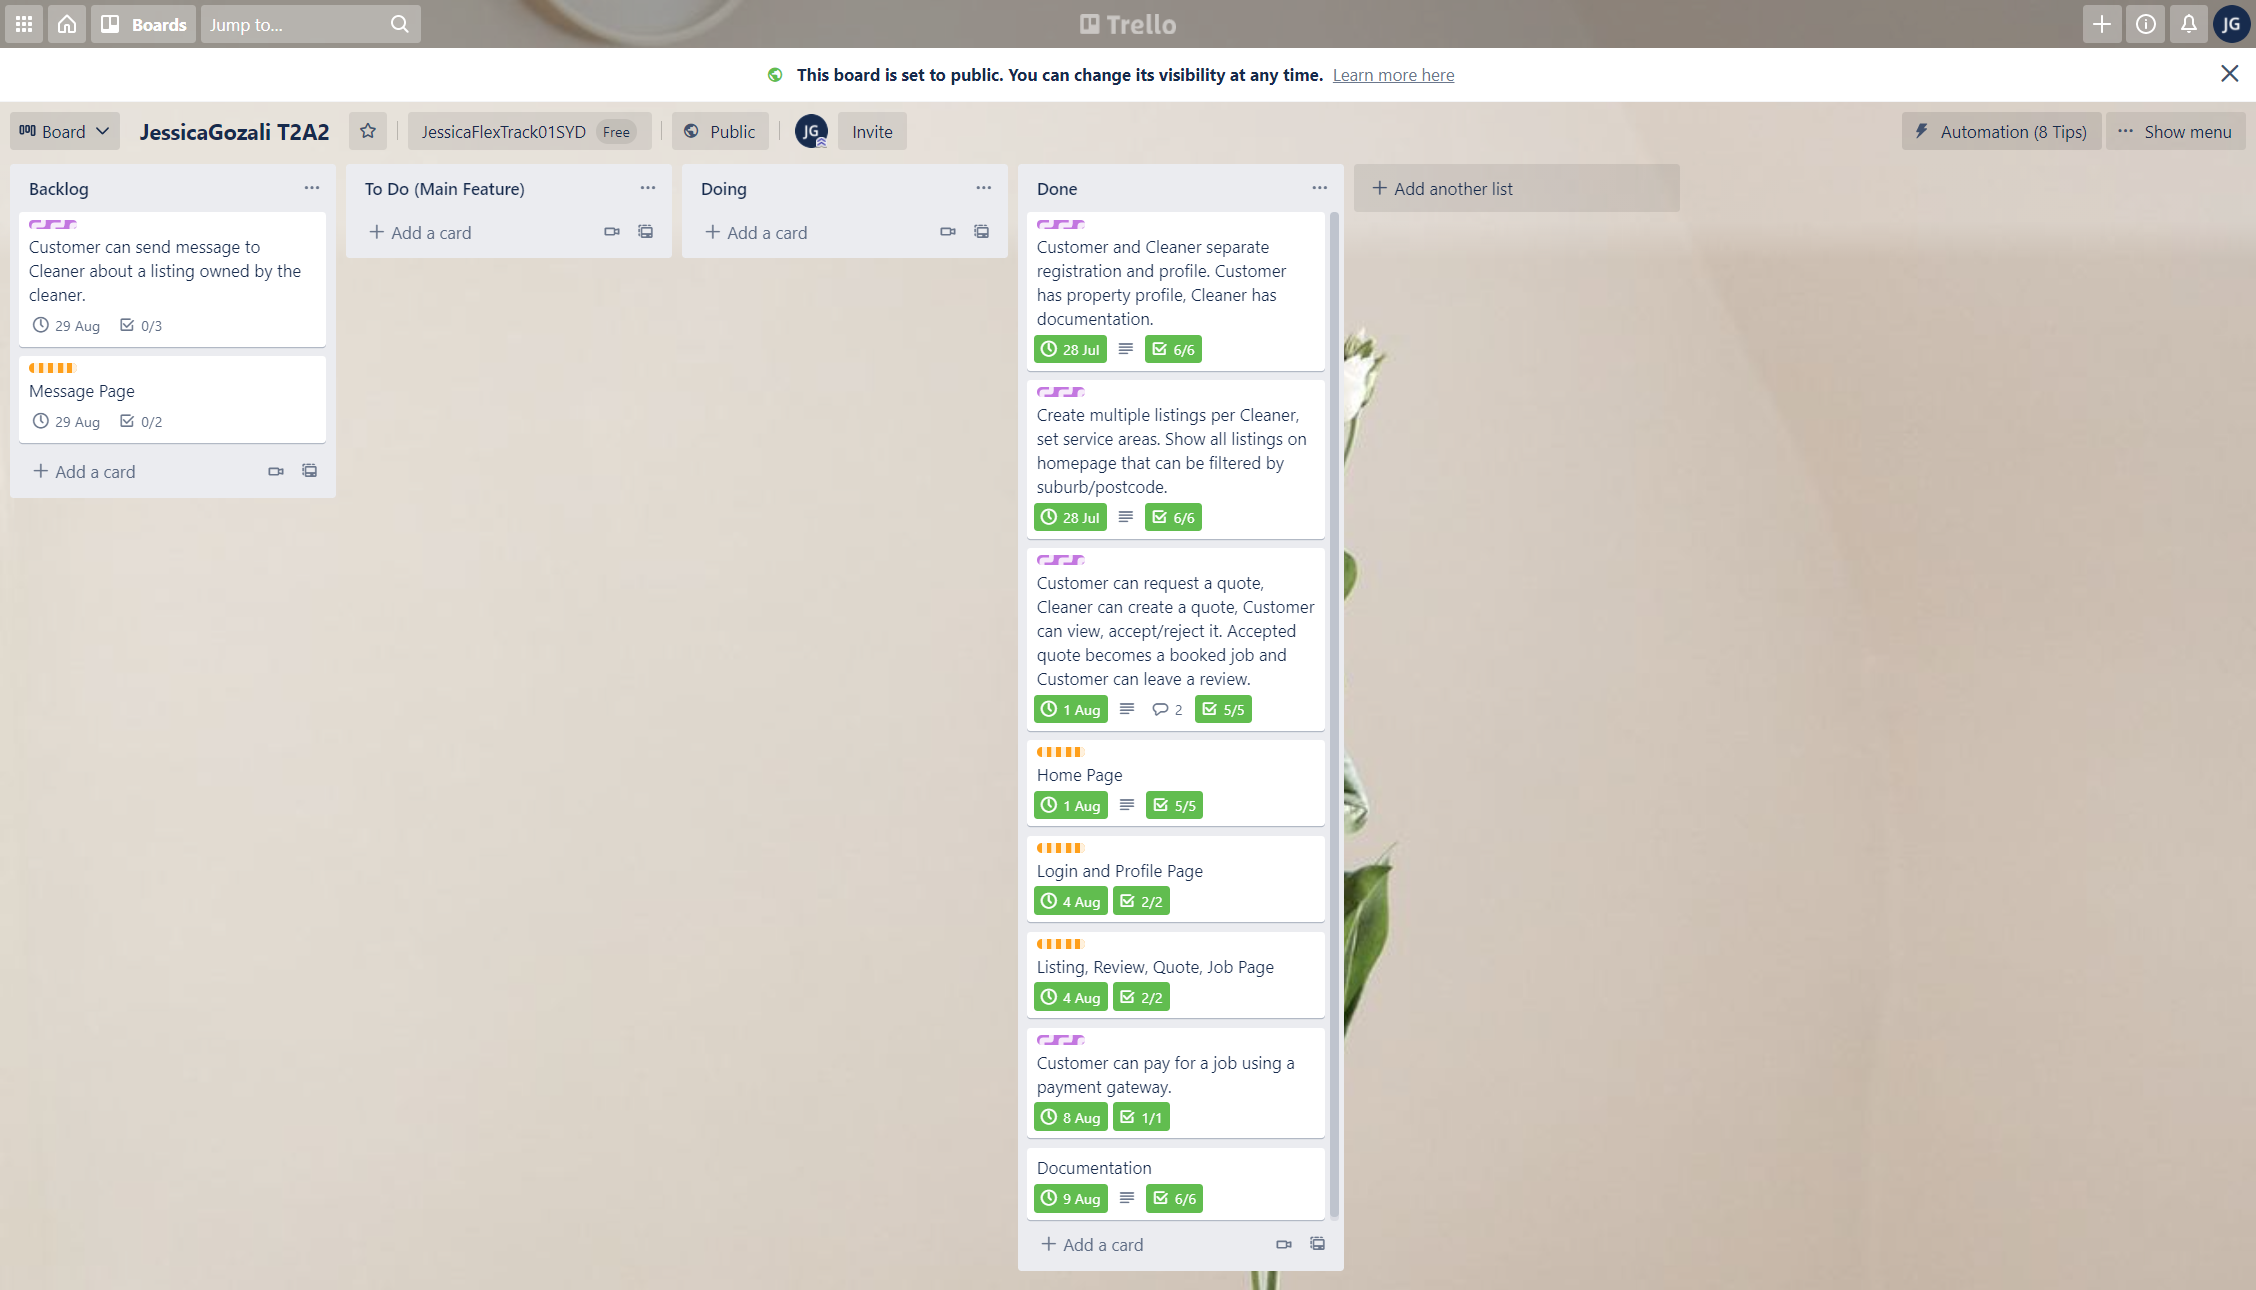 Boards
Jump to...
Trello
JG
This board is set to public. You can change its visibility at any time. Learn more here
Board
JessicaGozali T2A2
JessicaFlexTrack01SYD Free
Public
JG
Invite
Automation (8 Tips)
Show menu
Backlog
Customer can send message to
Cleaner about a listing owned by the
cleaner.
29 Aug 0/3
Message Page
29 Aug 0/2
Add a card
To Do (Main Feature)
Add a card
Doing
Add a card
Done
Customer and Cleaner separate
registration and profile. Customer
has property profile, Cleaner has
documentation.
28 Jul 6/6
Create multiple listings per Cleaner,
set service areas. Show all listings on
homepage that can be filtered by
suburb/postcode.
28 Jul 6/6
Customer can request a quote,
Cleaner can create a quote, Customer
can view, accept/reject it. Accepted
quote becomes a booked job and
Customer can leave a review.
1 Aug 2 5/5
Home Page
1 Aug 5/5
Login and Profile Page
4 Aug 2/2
Listing, Review, Quote, Job Page
4 Aug 2/2
Customer can pay for a job using a
payment gateway.
8 Aug 1/1
Documentation
9 Aug 6/6
Add a card
Add another list